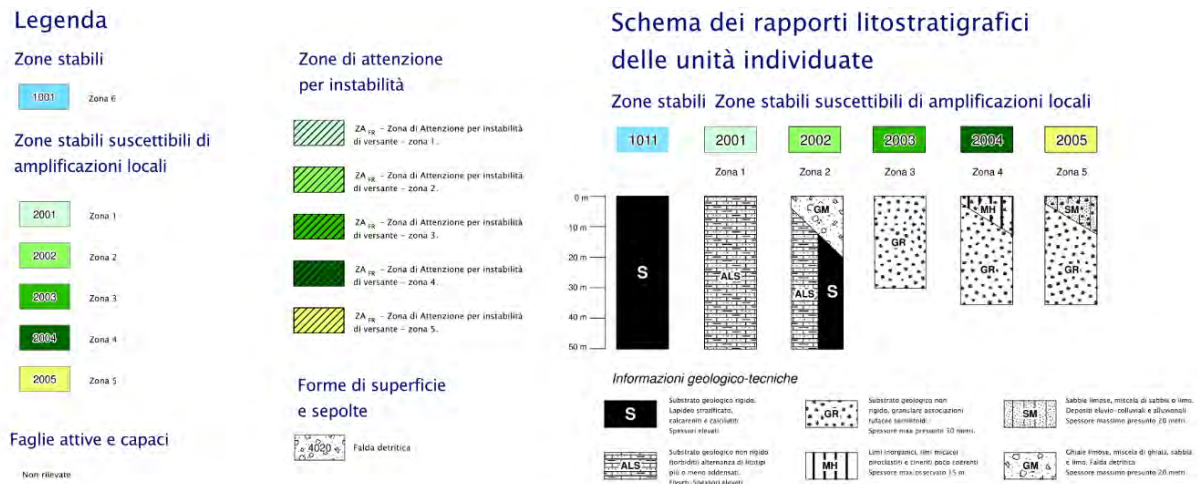 Legenda
Zone stabili
1001 Zona 6
Zone stabili suscettibili di
amplificazioni locali
2001 Zona 1
2002 Zona 2
2003 Zona 3
2004 Zona 4
2005 Zona 5
Faglie attive e capaci
Non rilevate
Zone di attenzione
per instabilità
ZA FR - Zona di Attenzione per instabilità
di versante - zona 1.
ZA FR - Zona di Attenzione per instabilità
di versante - zona 2.
ZA FR - Zona di Attenzione per instabilità
di versante - zona 3.
ZA FR - Zona di Attenzione per instabilità
di versante - zona 4.
ZA FR - Zona di Attenzione per instabilità
di versante - zona 5.
Forme di superficie
e sepolte
4020 Falda detritica
Schema dei rapporti litostratigrafici
delle unità individuate
Zone stabili Zone stabili suscettibili di amplificazioni locali
1011 2001 2002 2003 2004 2005
Zona 1 Zona 2 Zona 3 Zona 4 Zona 5
0 m
10 m
20 m
30 m
40 m
50 m
S
ALS
GM
ALS
S
GR
MH
GR
SM
GR
Informazioni geologico-tecniche
S
Substrato geologico rigido.
Lapideo stratificato,
calcareniti e calciluti
Spessori elevati
ALS
Substrato geologico non rigido
più o meno addensati.
Flysch. Spessori elevati
GR
Substrato geologico non
rigido, granulare associazioni
tufacee
Spessore max presunto 30 metri.
MH
Limi inorganici, limi micacei
piroclastiti e cineriti poco coerenti
Spessore max osservato 15 m
SM
Sabbie limose, miscela di sabbia o limo.
Depositi eluvio-colluviali e alluvionali
Spessore massimo presunto 20 metri.
GM
Ghiaie limose, miscela di ghiaia, sabbia
e limo. Falda detritica
Spessore massimo presunto 20 metri.